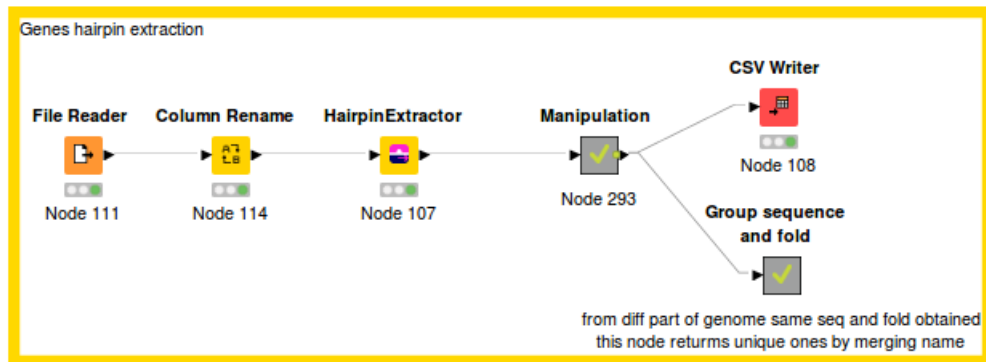 Genes hairpin extraction
CSV Writer
File Reader
Column Rename
HairpinExtractor
Manipulation
Node 108
Node 111
Node 114
Node 107
Node 293
Group sequence
and fold
from diff part of genome same seq and fold obtained
this node returms unique ones by merging name